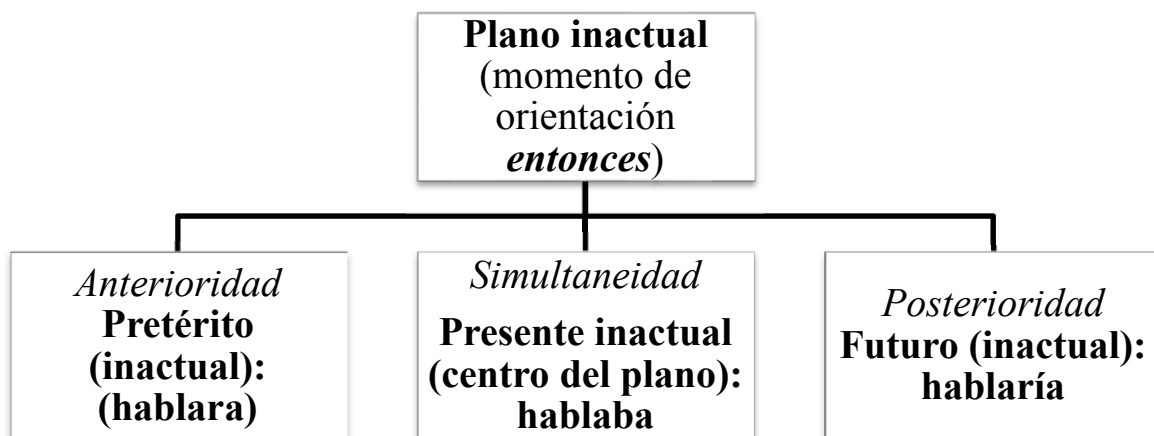 Plano inactual
(momento de
orientación
entonces)
Anterioridad
Pretérito
(inactual):
(hablara)
Simultaneidad
Presente inactual
(centro del plano):
hablaba
Posterioridad
Futuro (inactual):
hablaría